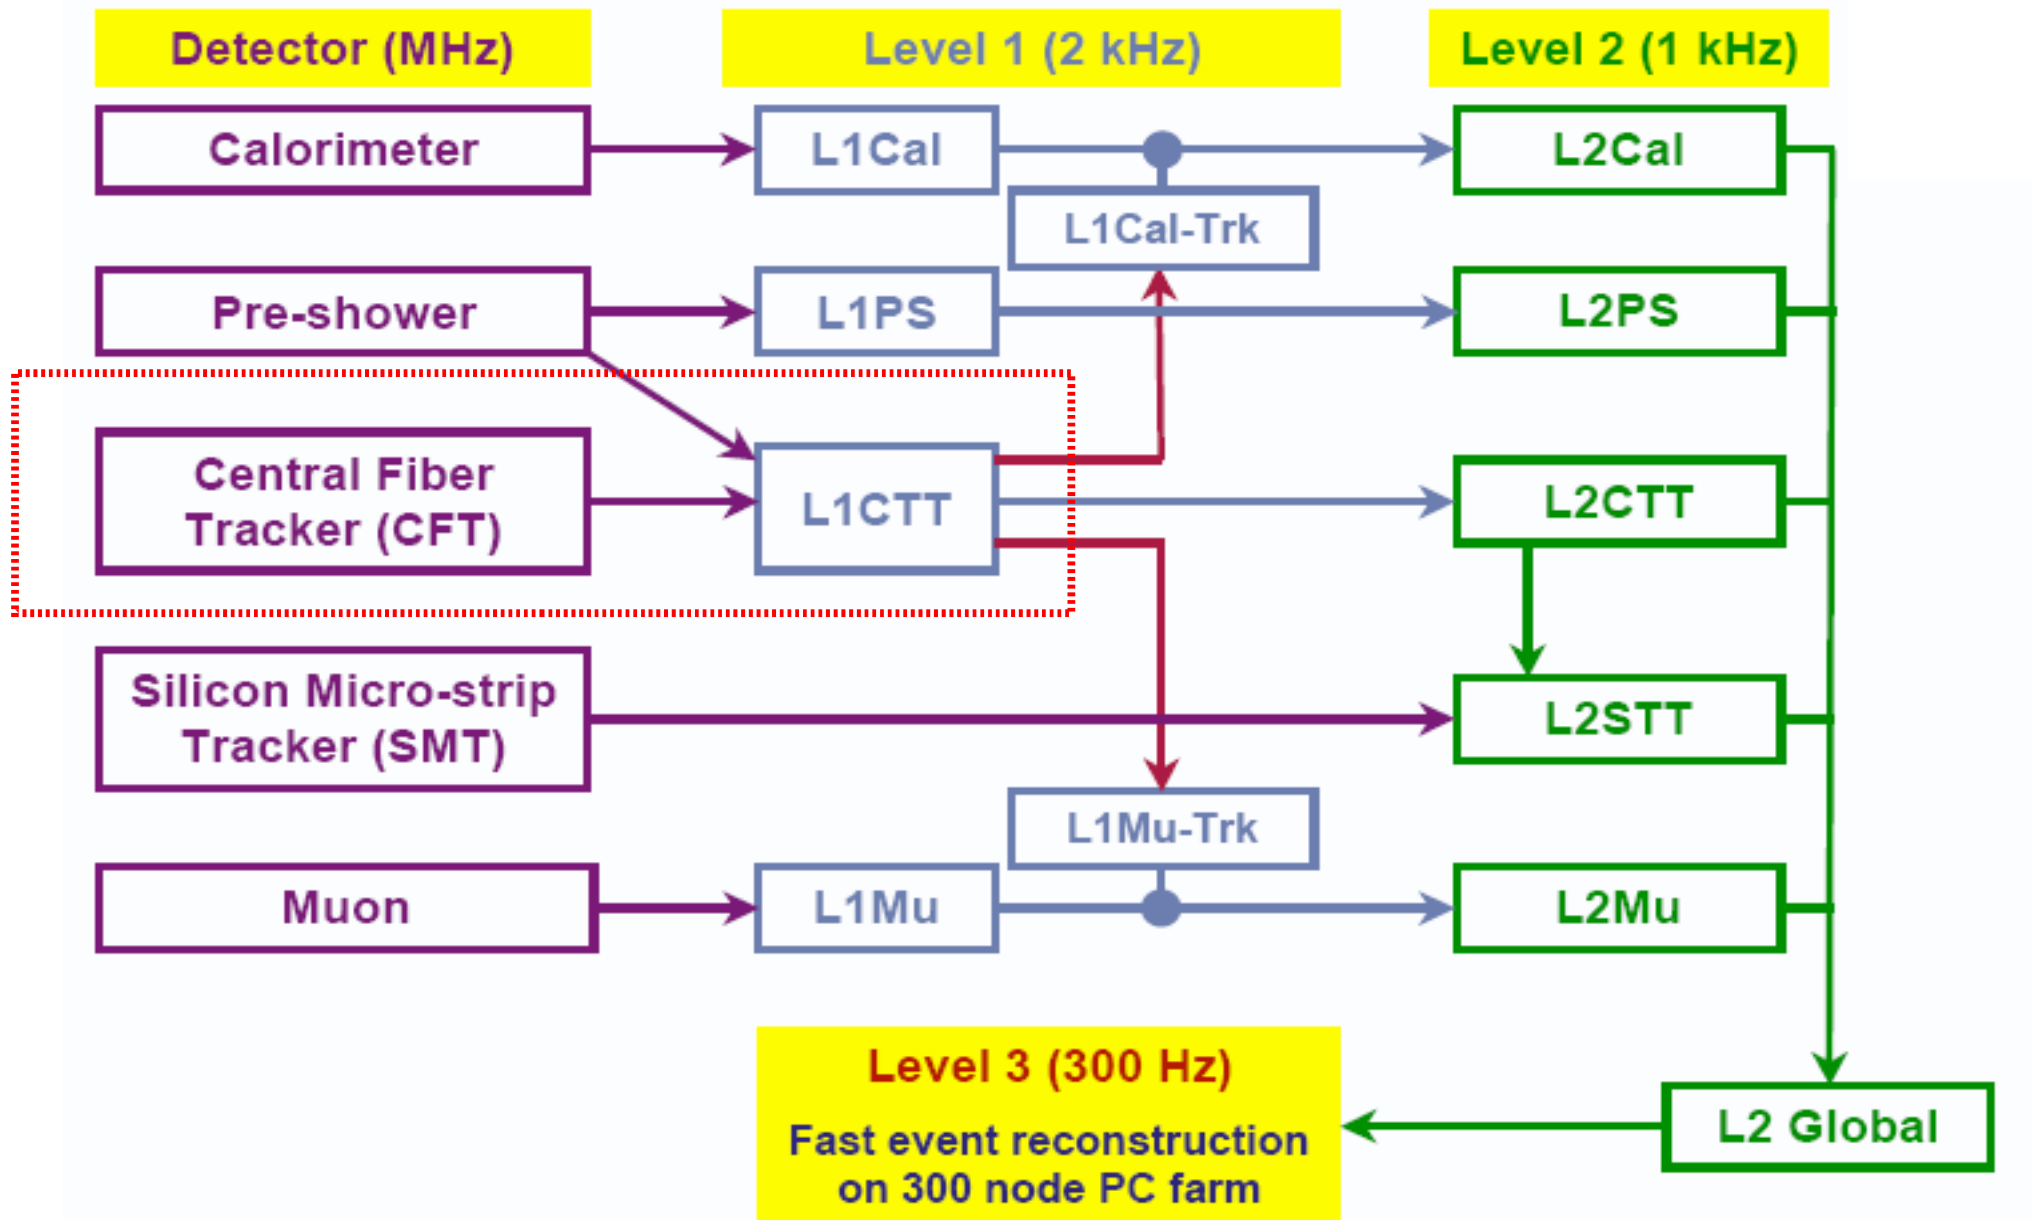 Detector (MHz)
Level 1 (2 kHz)
Level 2 (1 kHz)
Calorimeter
L1Cal
L2Cal
L1Cal-Trk
Pre-shower
L1PS
L2PS
Central Fiber
Tracker (CFT)
L1CTT
L2CTT
Silicon Micro-strip
Tracker (SMT)
L2STT
L1Mu-Trk
Muon
L1Mu
L2Mu
Level 3 (300 Hz)
Fast event reconstruction
on 300 node PC farm
L2 Global